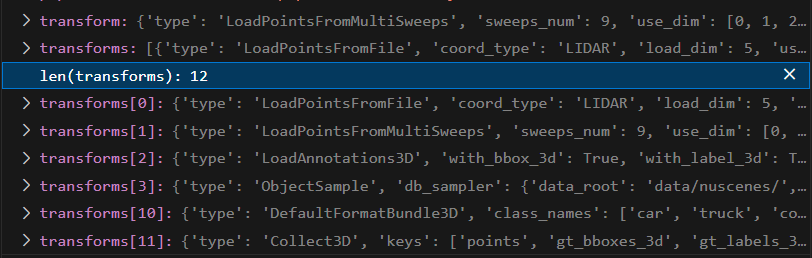 transform: {'type': 'LoadPointsFromMultiSweeps', 'sweeps_num': 9, 'use_dim': [0, 1, 2…
transforms: [{'type': 'LoadPointsFromFile', 'coord_type': 'LIDAR', 'load_dim': 5, 'us…
len(transforms): 12
transforms[0]: {'type': 'LoadPointsFromFile', 'coord_type': 'LIDAR', 'load_dim': 5, '…
transforms[1]: {'type': 'LoadPointsFromMultiSweeps', 'sweeps_num': 9, 'use_dim': [0, …
transforms[2]: {'type': 'LoadAnnotations3D', 'with_bbox_3d': True, 'with_label_3d': T…
transforms[3]: {'type': 'ObjectSample', 'db_sampler': {'data_root': 'data/nuscenes/',…
transforms[10]: {'type': 'DefaultFormatBundle3D', 'class_names': ['car', 'truck', 'co…
transforms[11]: {'type': 'Collect3D', 'keys': ['points', 'gt_bboxes_3d', 'gt_labels_3…